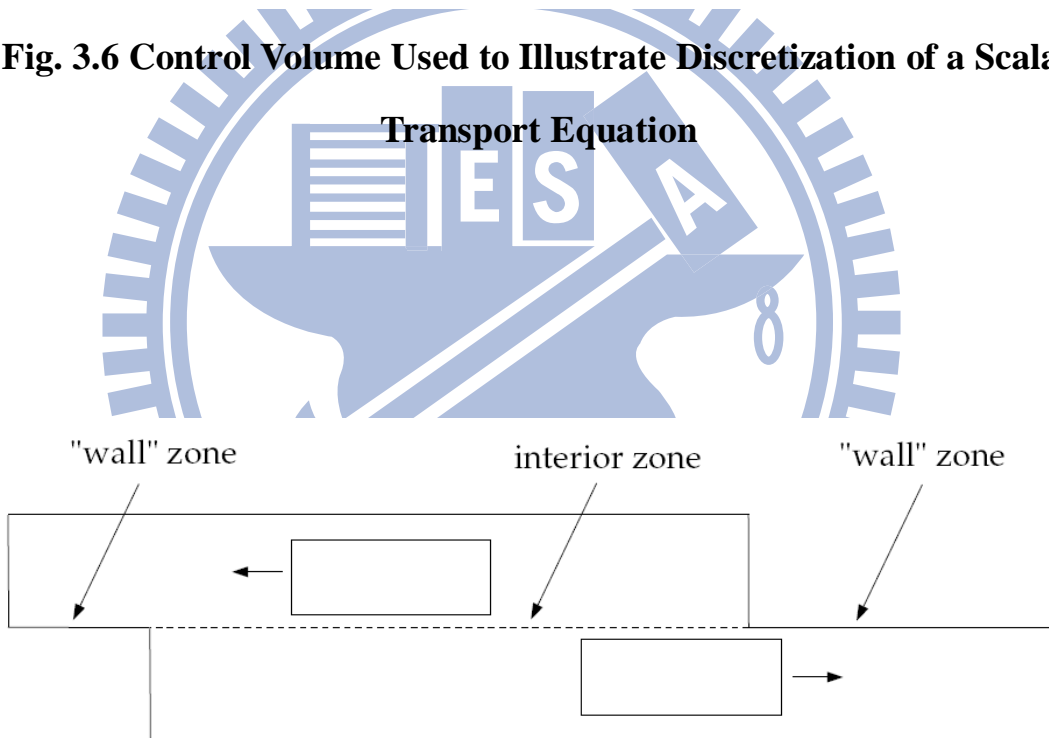 Fig. 3.6 Control Volume Used to Illustrate Discretization of a Scala
Transport Equation
E S A
8
"wall" zone interior zone "wall" zone